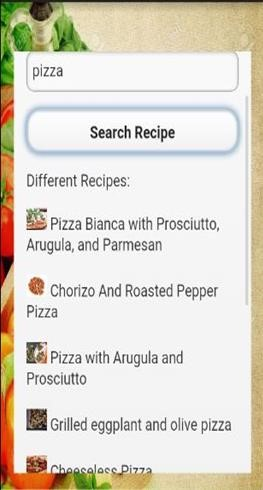 pizza
Search Recipe
Different Recipes:
Pizza Bianca with Prosciutto,
Arugula, and Parmesan
Chorizo And Roasted Pepper
Pizza
Pizza with Arugula and
Prosciutto
Grilled eggplant and olive pizza
Cheeseless Pizza